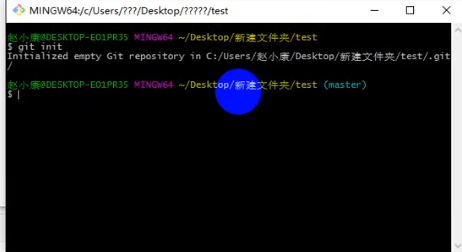 MINGW64:/c/Users/???/Desktop/?????/test
赵小康@DESKTOP-EO1PR35 MINGW64 ~/Desktop/新建文件夹/test
$ git init
Initialized empty Git repository in C:/Users/赵小康/Desktop/新建文件夹/test/.git
/
赵小康@DESKTOP-EO1PR35 MINGW64 ~/Desktop/新建文件夹/test (master)
$